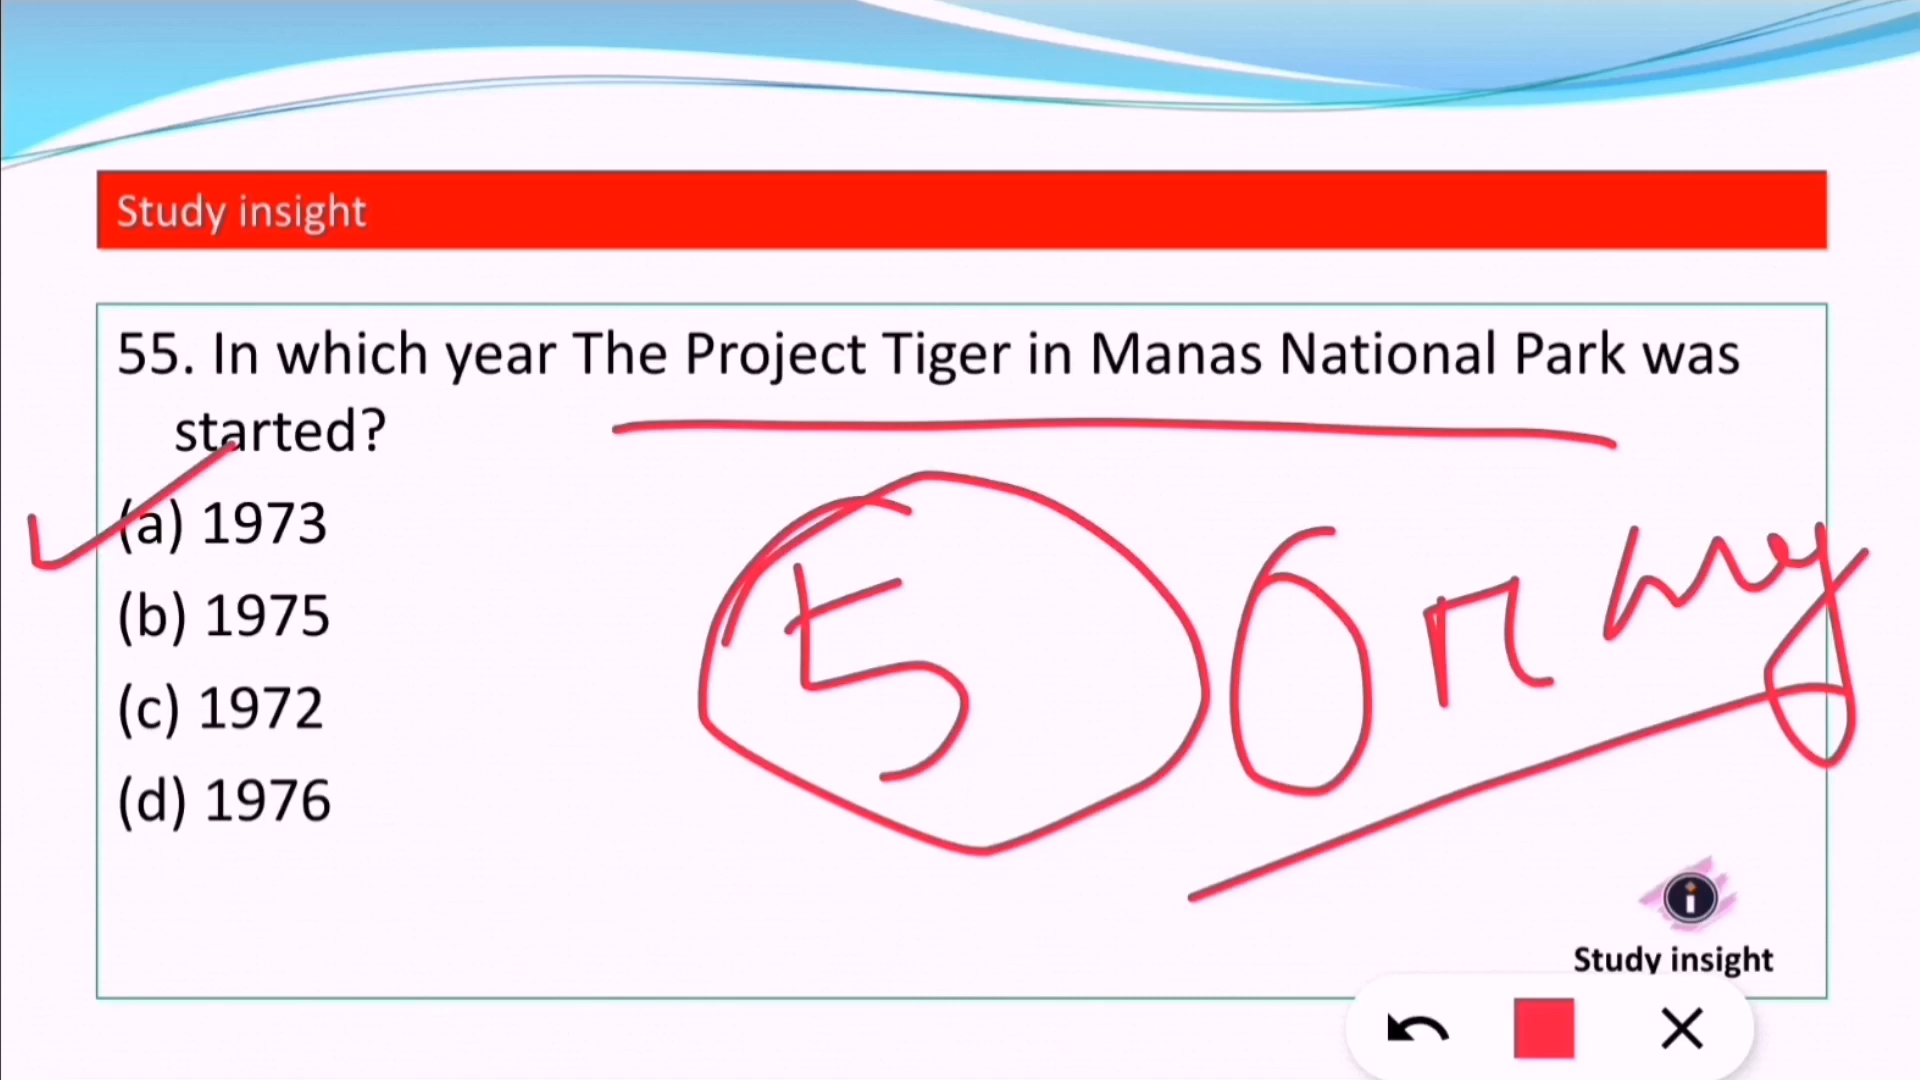 Study insight
55. In which year The Project Tiger in Manas National Park was
started?
(a) 1973
(b) 1975
(c) 1972
(d) 1976
5
Study insight